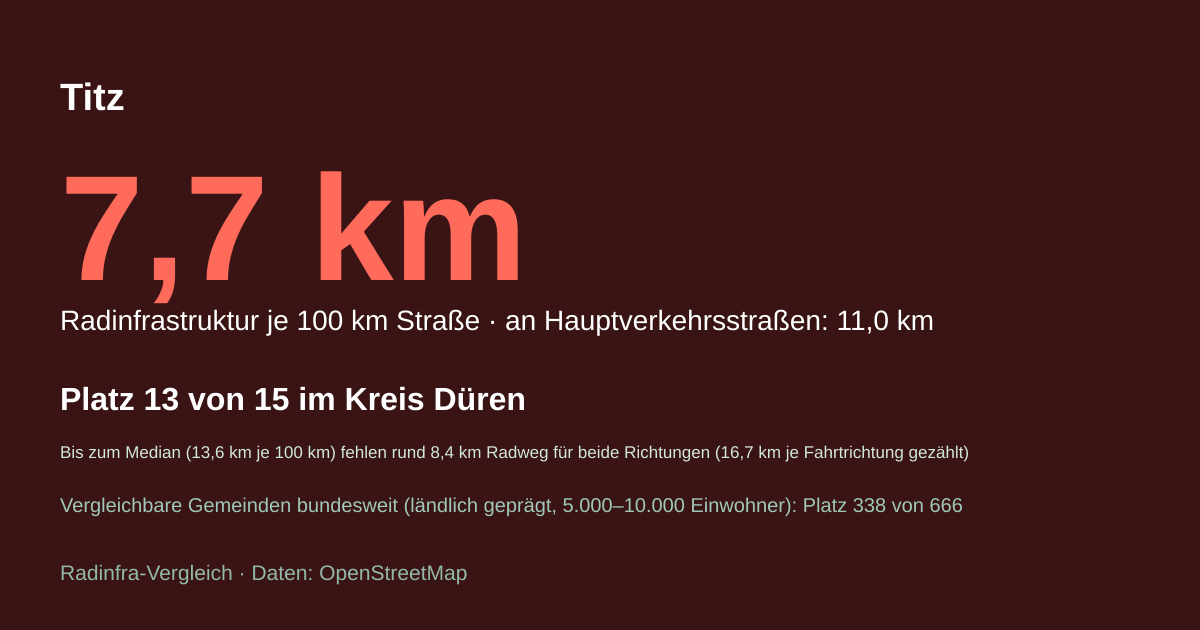 Titz
7,7 km
Radinfrastruktur je 100 km Straße · an Hauptverkehrsstraßen: 11,0 km
Platz 13 von 15 im Kreis Düren
Bis zum Median (13,6 km je 100 km) fehlen rund 8,4 km Radweg für beide Richtungen (16,7 km je Fahrtrichtung gezählt)
Vergleichbare Gemeinden bundesweit (ländlich geprägt, 5.000–10.000 Einwohner): Platz 338 von 666
Radinfra-Vergleich · Daten: OpenStreetMap